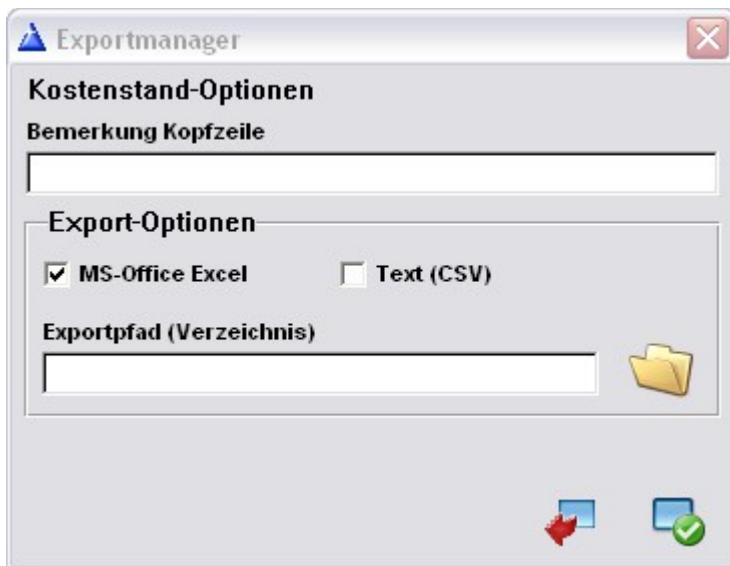 Exportmanager
Kostenstand-Optionen
Bemerkung Kopfzeile
Export-Optionen
MS-Office Excel Text (CSV)
Exportpfad (Verzeichnis)